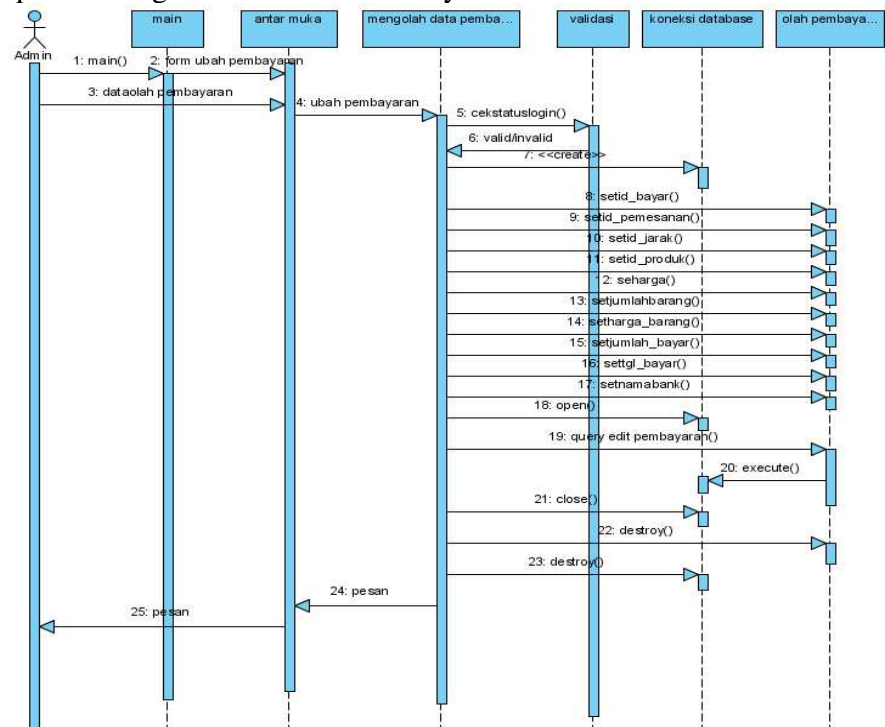 main
antar muka
mengolah data pemba...
validasi
koneksi database
olah pembaya...
Admin
1: main()
2: form ubah pembayaran
3: dataolah pembayaran
4: ubah pembayaran
5: cekstatuslogin()
6: valid/invalid
7: <<create>>
8: setid_bayar()
9: setid_pemesanan()
10: setid_jarak()
11: setid_produk()
12: seharga()
13: setjumlahbarang()
14: setharga_barang()
15: setjumlah_bayar()
16: settgl_bayar()
17: setnamabank()
18: open()
19: query edit pembayaran()
20: execute()
21: close()
22: destroy()
23: destroy()
24: pesan
25: pesan